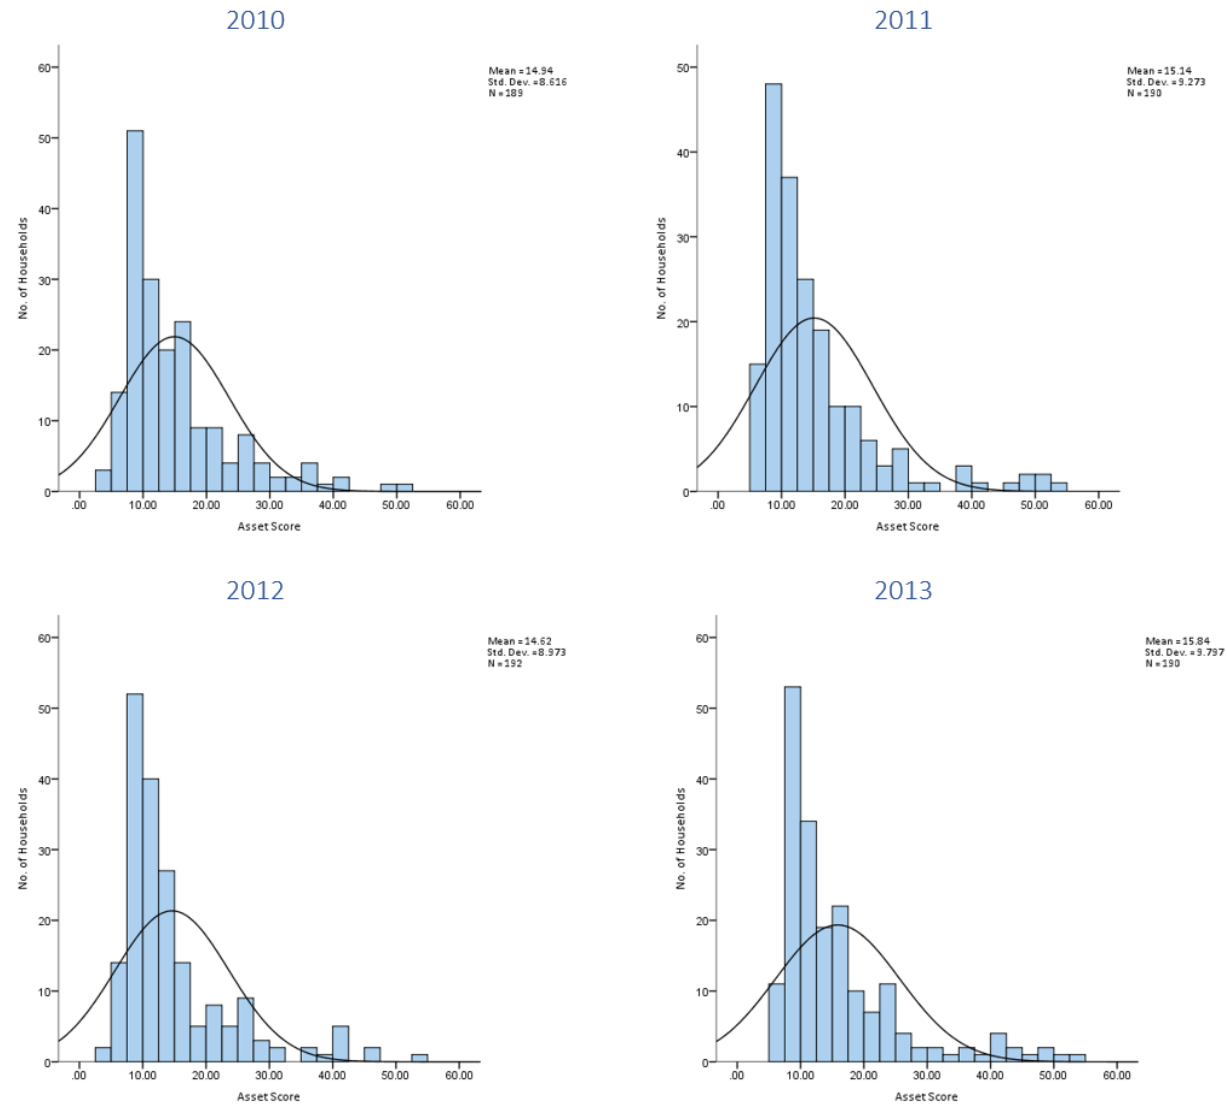 2010
Mean =14.94
Std. Dev. =8.616
N =189
No. of Households
60
50
40
30
20
10
0
.00 10.00 20.00 30.00 40.00 50.00 60.00
Asset Score
2011
Mean =15.14
Std. Dev. =9.273
N =190
No. of Households
50
40
30
20
10
0
.00 10.00 20.00 30.00 40.00 50.00 60.00
Asset Score
2012
Mean =14.62
Std. Dev. =8.973
N =192
No. of Households
60
50
40
30
20
10
0
.00 10.00 20.00 30.00 40.00 50.00 60.00
Asset Score
2013
Mean =15.84
Std. Dev. =9.797
N =190
No. of Households
60
50
40
30
20
10
0
.00 10.00 20.00 30.00 40.00 50.00 60.00
Asset Score